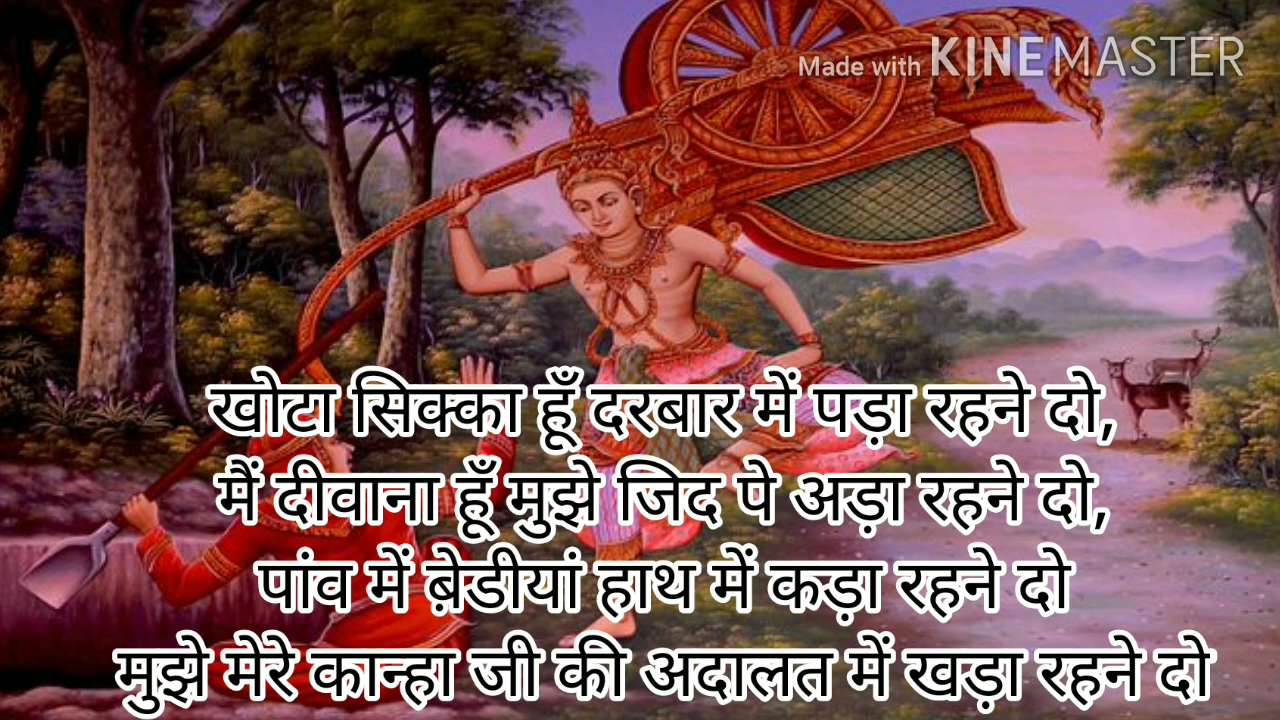 Made with KINEMASTER
खोटा सिक्का हूँ दरबार में पड़ा रहने दो,
मैं दीवाना हूँ मुझे जिद पे अड़ा रहने दो,
पांव में ब़ेडीयां हाथ में कड़ा रहने दो
मुझे मेरे कान्हा जी की अदालत में खड़ा रहने दो